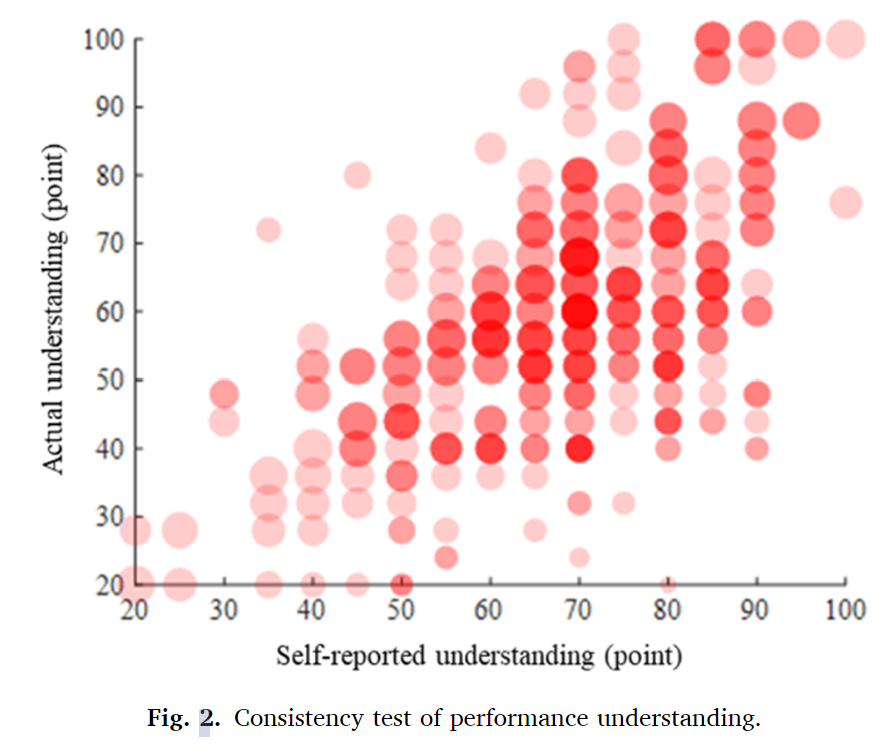 100
90
80
70
60
50
40
30
20
20 30 40 50 60 70 80 90 100
Actual understanding (point)
Self-reported understanding (point)
Fig. 2. Consistency test of performance understanding.